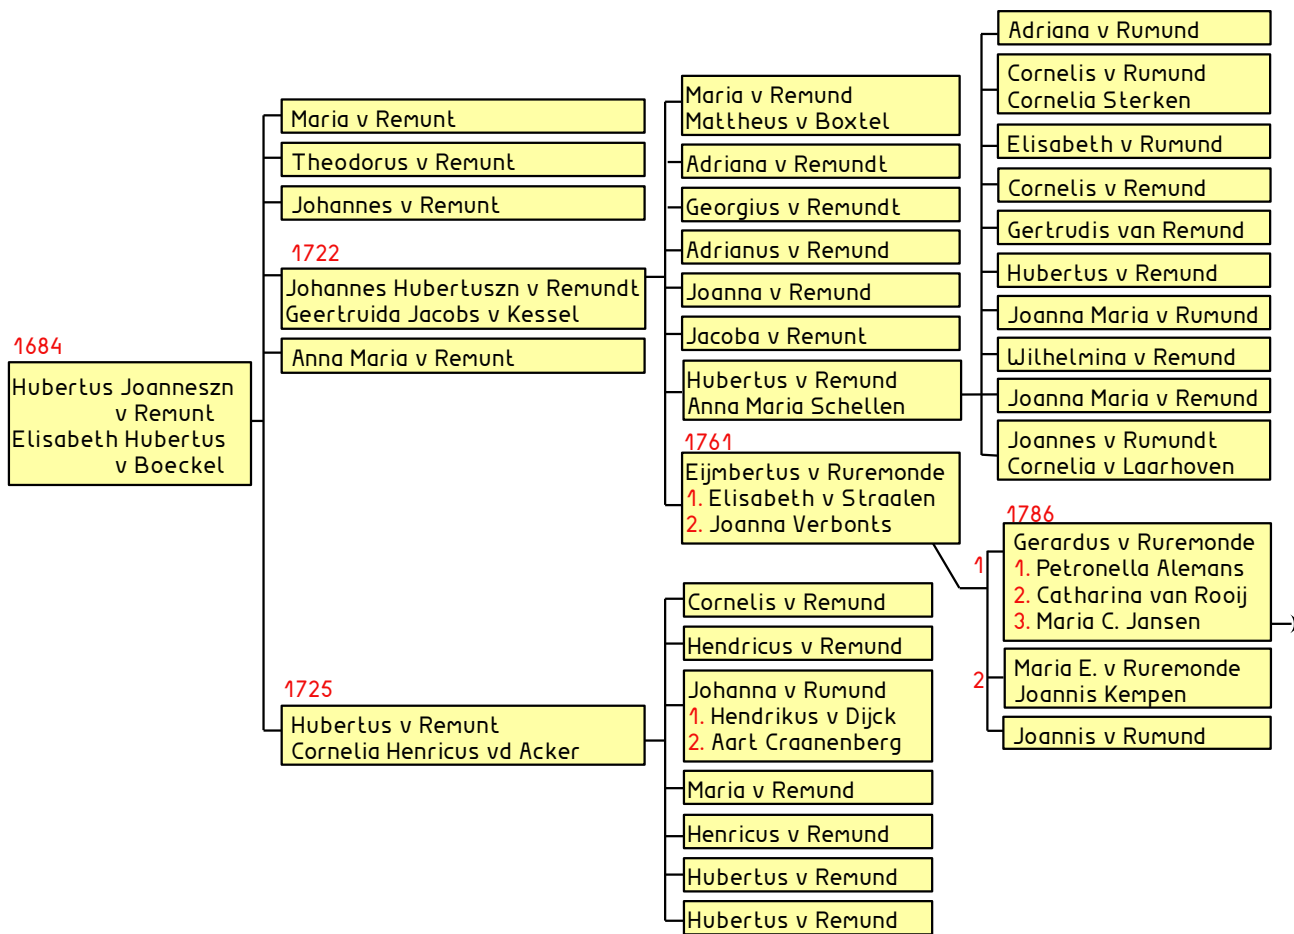 1684
Hubertus Joanneszn
v Remunt
Elisabeth Hubertus
v Boeckel
Maria v Remunt
Theodorus v Remunt
Johannes v Remunt
1722
Johannes Hubertuszn v Remundt
Geertruida Jacobs v Kessel
Anna Maria v Remunt
1725
Hubertus v Remunt
Cornelia Henricus vd Acker
Maria v Remund
Mattheus v Boxtel
Adriana v Remundt
Georgius v Remundt
Adrianus v Remund
Joanna v Remund
Jacoba v Remunt
Hubertus v Remund
Anna Maria Schellen
1761
Eijmbertus v Ruremonde
1. Elisabeth v Straalen
2. Joanna Verbonts
Cornelis v Remund
Hendricus v Remund
Johanna v Rumund
1. Hendrikus v Dijck
2. Aart Craanenberg
Maria v Remund
Henricus v Remund
Hubertus v Remund
Hubertus v Remund
Adriana v Rumund
Cornelis v Rumund
Cornelia Sterken
Elisabeth v Rumund
Cornelis v Remund
Gertrudis van Remund
Hubertus v Remund
Joanna Maria v Rumund
Wilhelmina v Remund
Joanna Maria v Remund
Joannes v Rumundt
Cornelia v Laarhoven
1786
1
Gerardus v Ruremonde
1. Petronella Alemans
2. Catharina van Rooij
3. Maria C. Jansen
2
Maria E. v Ruremonde
Joannis Kempen
Joannis v Rumund